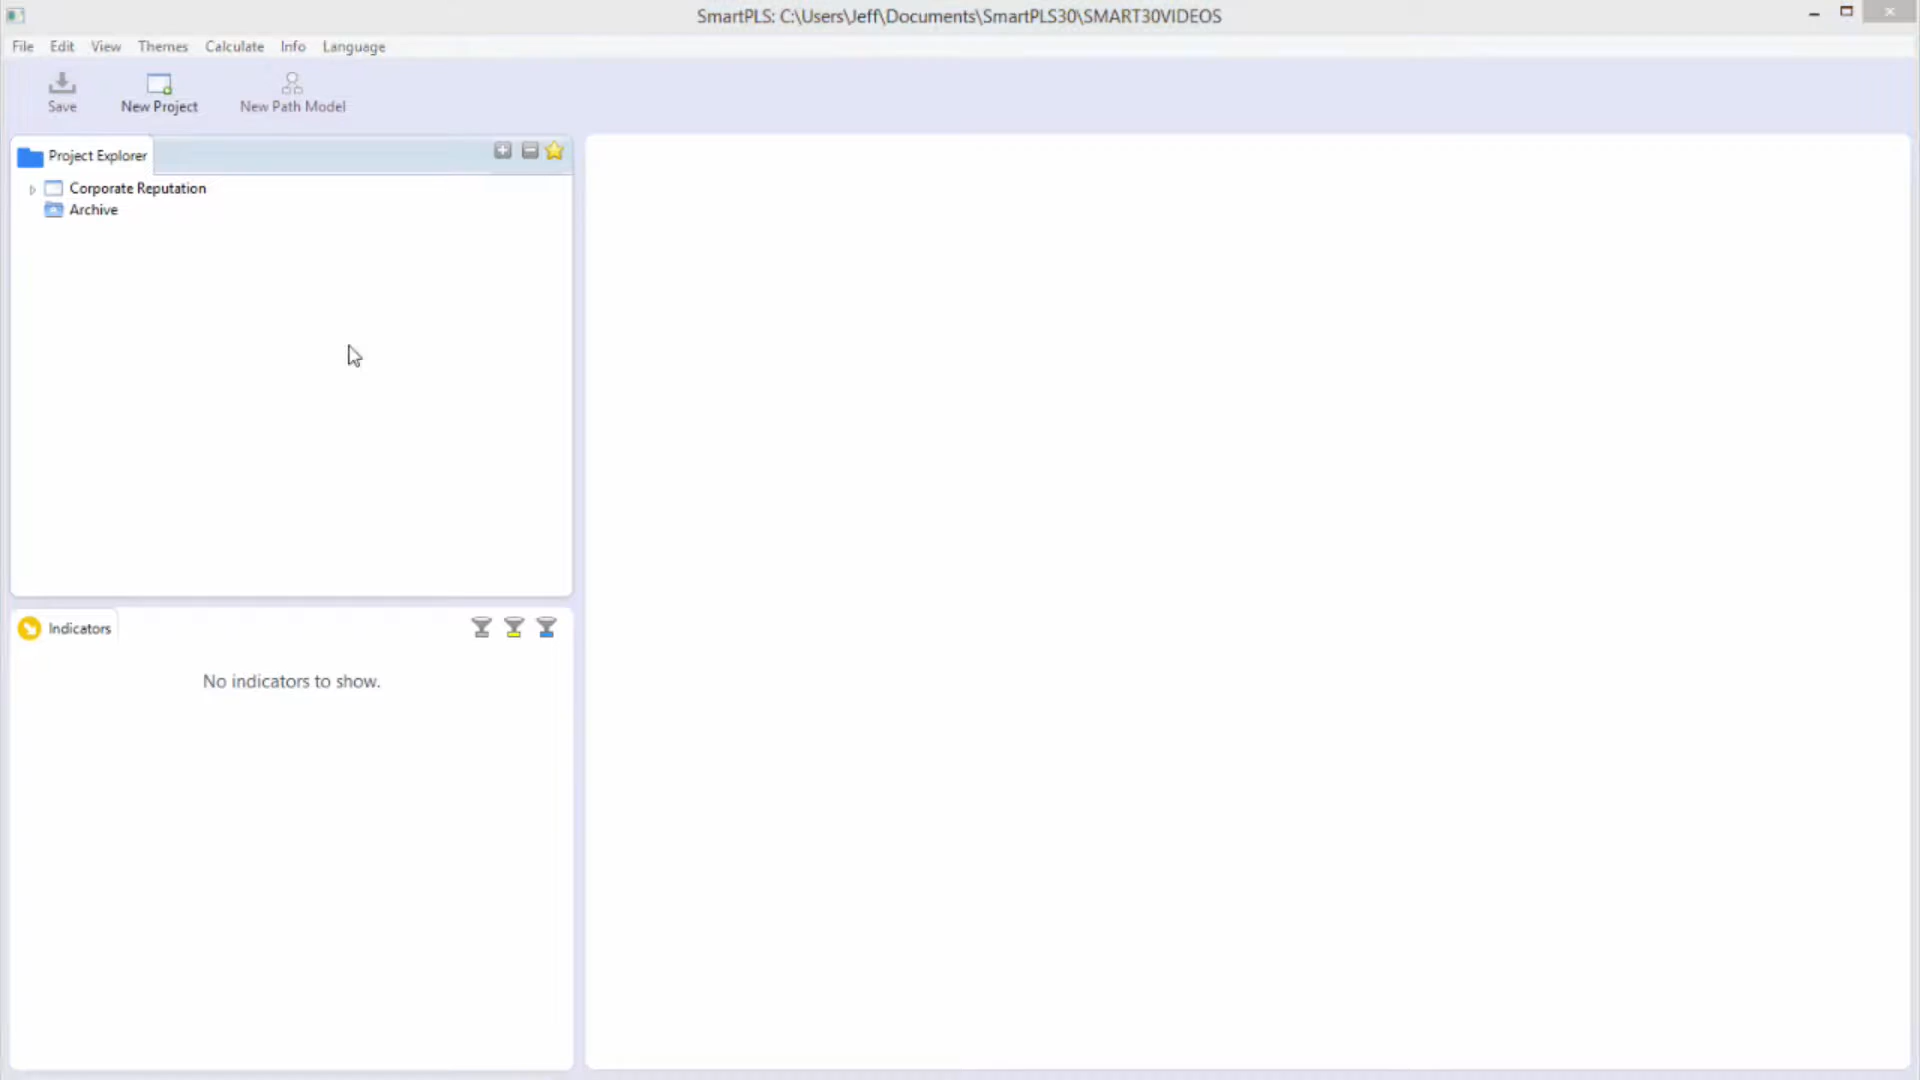 SmartPLS: C:\Users\Jeff\Documents\SmartPLS30\SMART30VIDEOS
File Edit View Themes Calculate Info Language
Save New Project New Path Model
Project Explorer
Corporate Reputation
Archive
Indicators
No indicators to show.